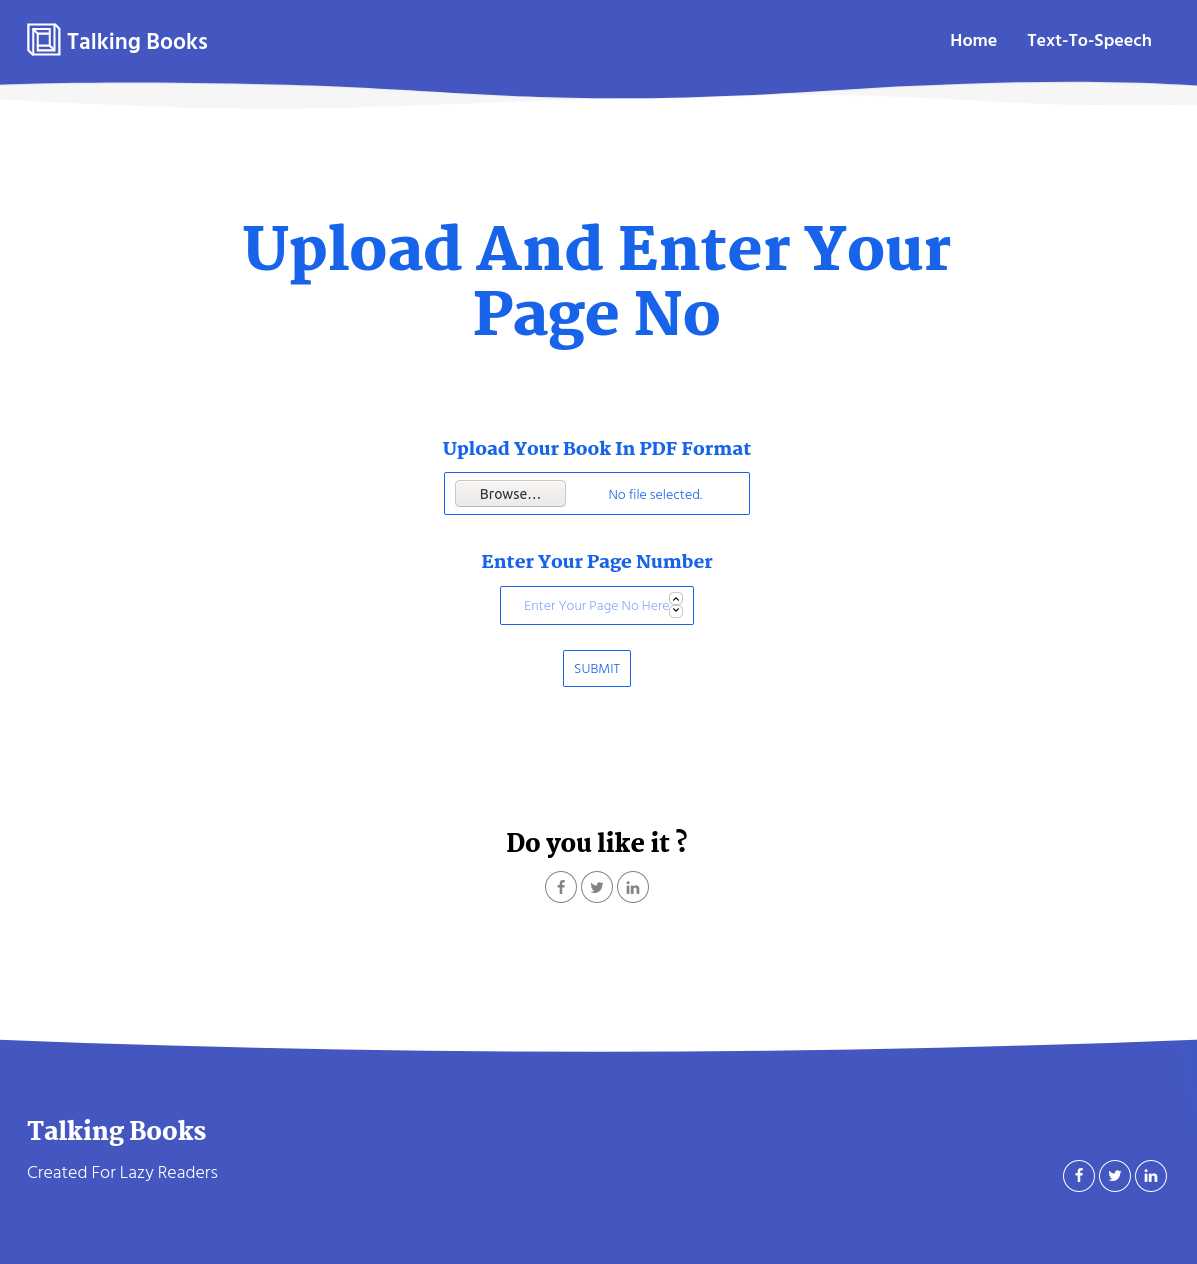 Talking Books
Home
Text-To-Speech
Upload And Enter Your
Page No
Upload Your Book In PDF Format
Browse...
No file selected.
Enter Your Page Number
Enter Your Page No Here
SUBMIT
Do you like it ?
Talking Books
Created For Lazy Readers